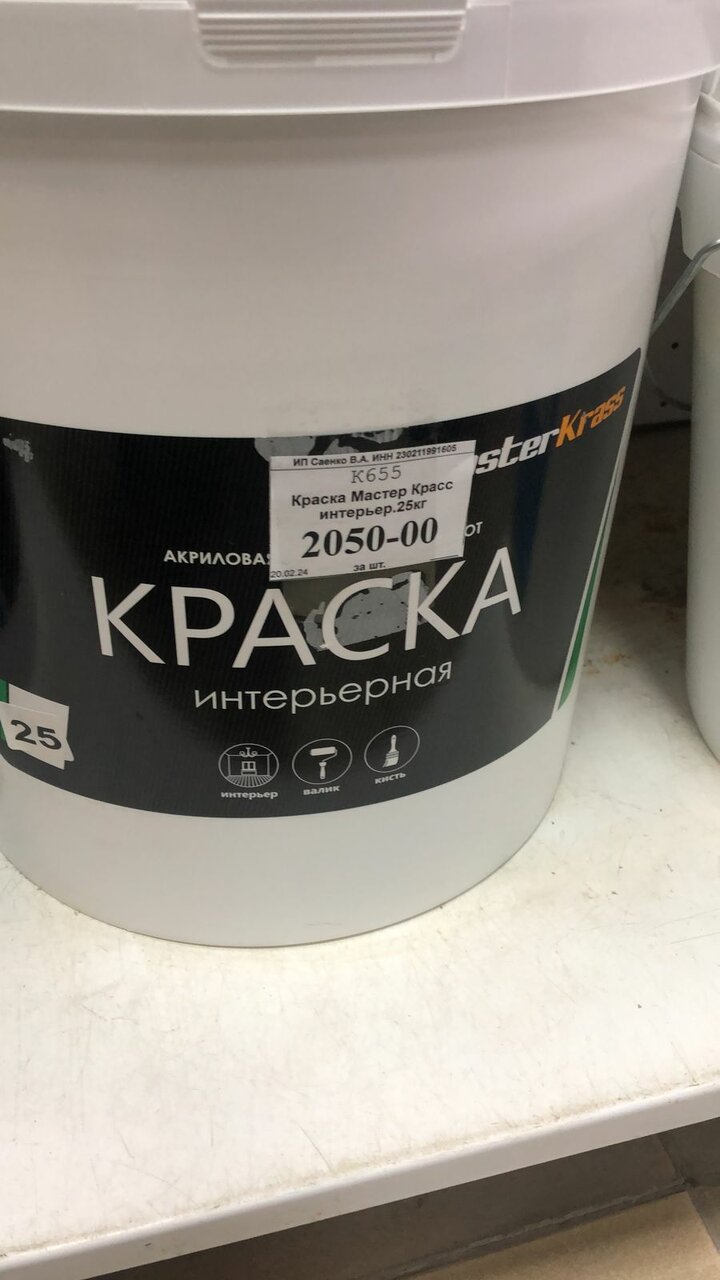 sterKrass
ИП Саенко В.А. ИНН 230211991605
К655
Краска Мастер Красс
интерьер.25кг
2050-00
за шт.
20.02.24
АКРИЛОВАЯ
КРАСКА
интерьерная
25
интерьер
валик
кисть